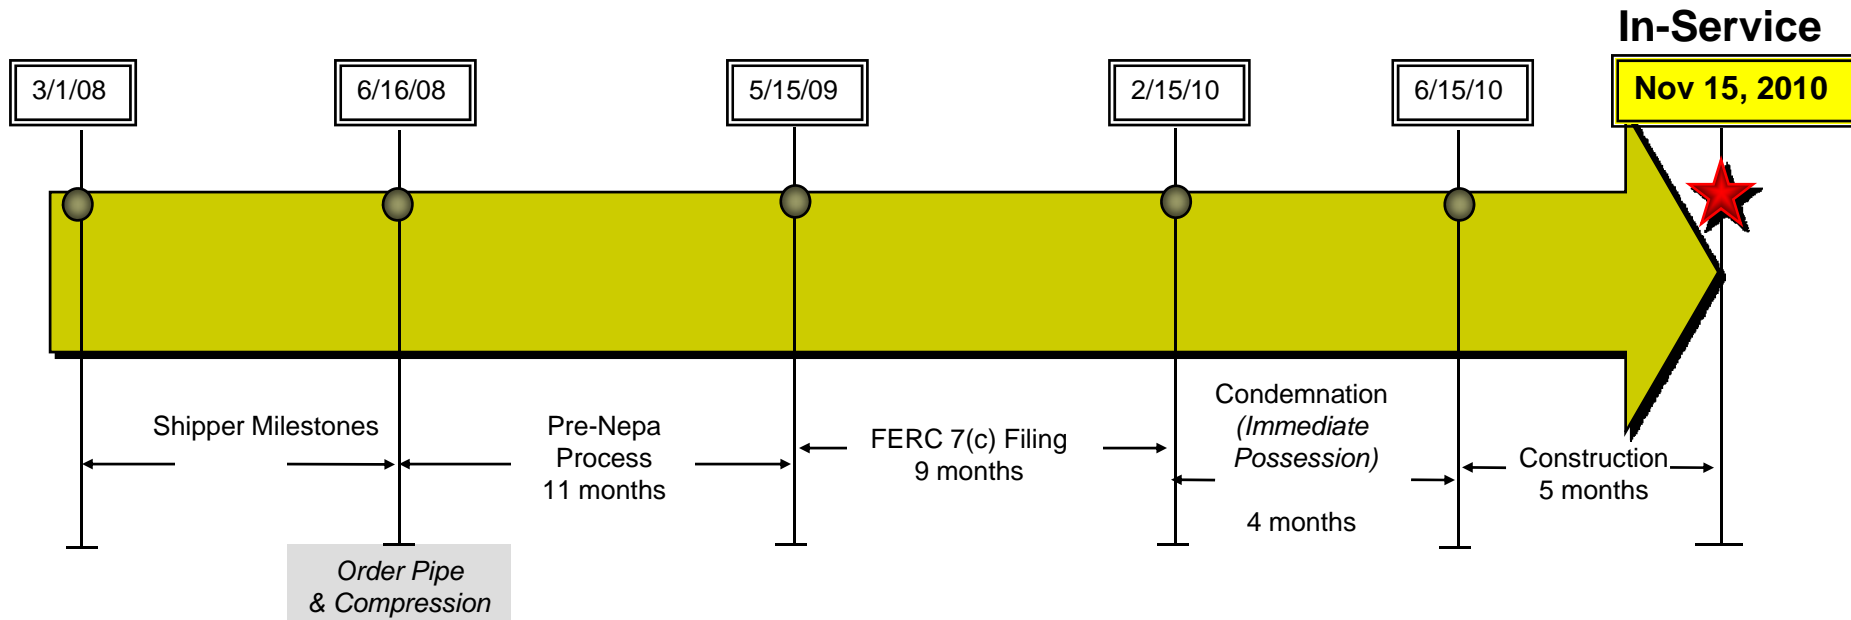 In-Service
3/1/08
6/16/08
5/15/09
2/15/10
6/15/10
Nov 15, 2010
Shipper Milestones
Pre-Nepa
Process
11 months
FERC 7(c) Filing
9 months
Condemnation
(Immediate
Possession)
4 months
Construction
5 months
Order Pipe
& Compression